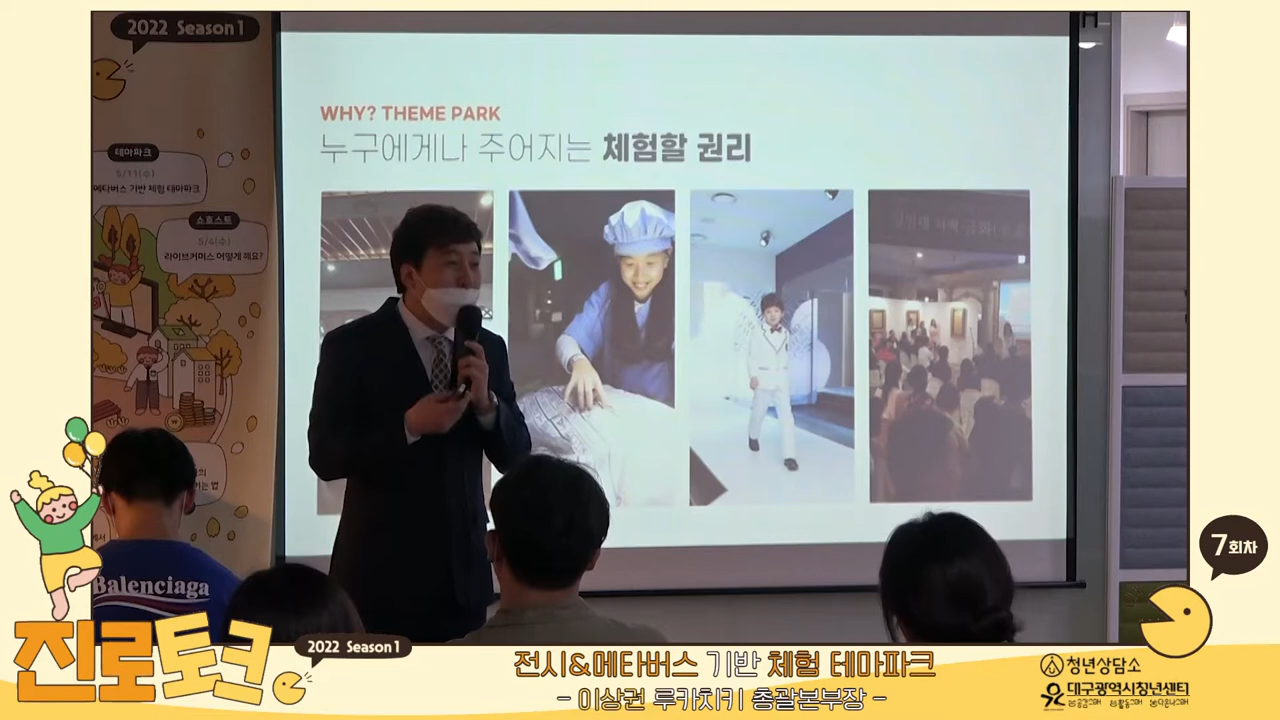 2022 Season1
테마파크
5/11(수)
메타버스 기반 체험 테마파크
쇼호스트
5/4(수)
라이브커머스 어떻게 해요?
WHY? THEME PARK
누구에게나 주어지는 체험할 권리
Balenciaga
7회차
진로토크
2022 Season1
전시&메타버스 기반 체험 테마파크
- 이상권 루카치키 총괄본부장 -
청년상담소
대구광역시청년센터